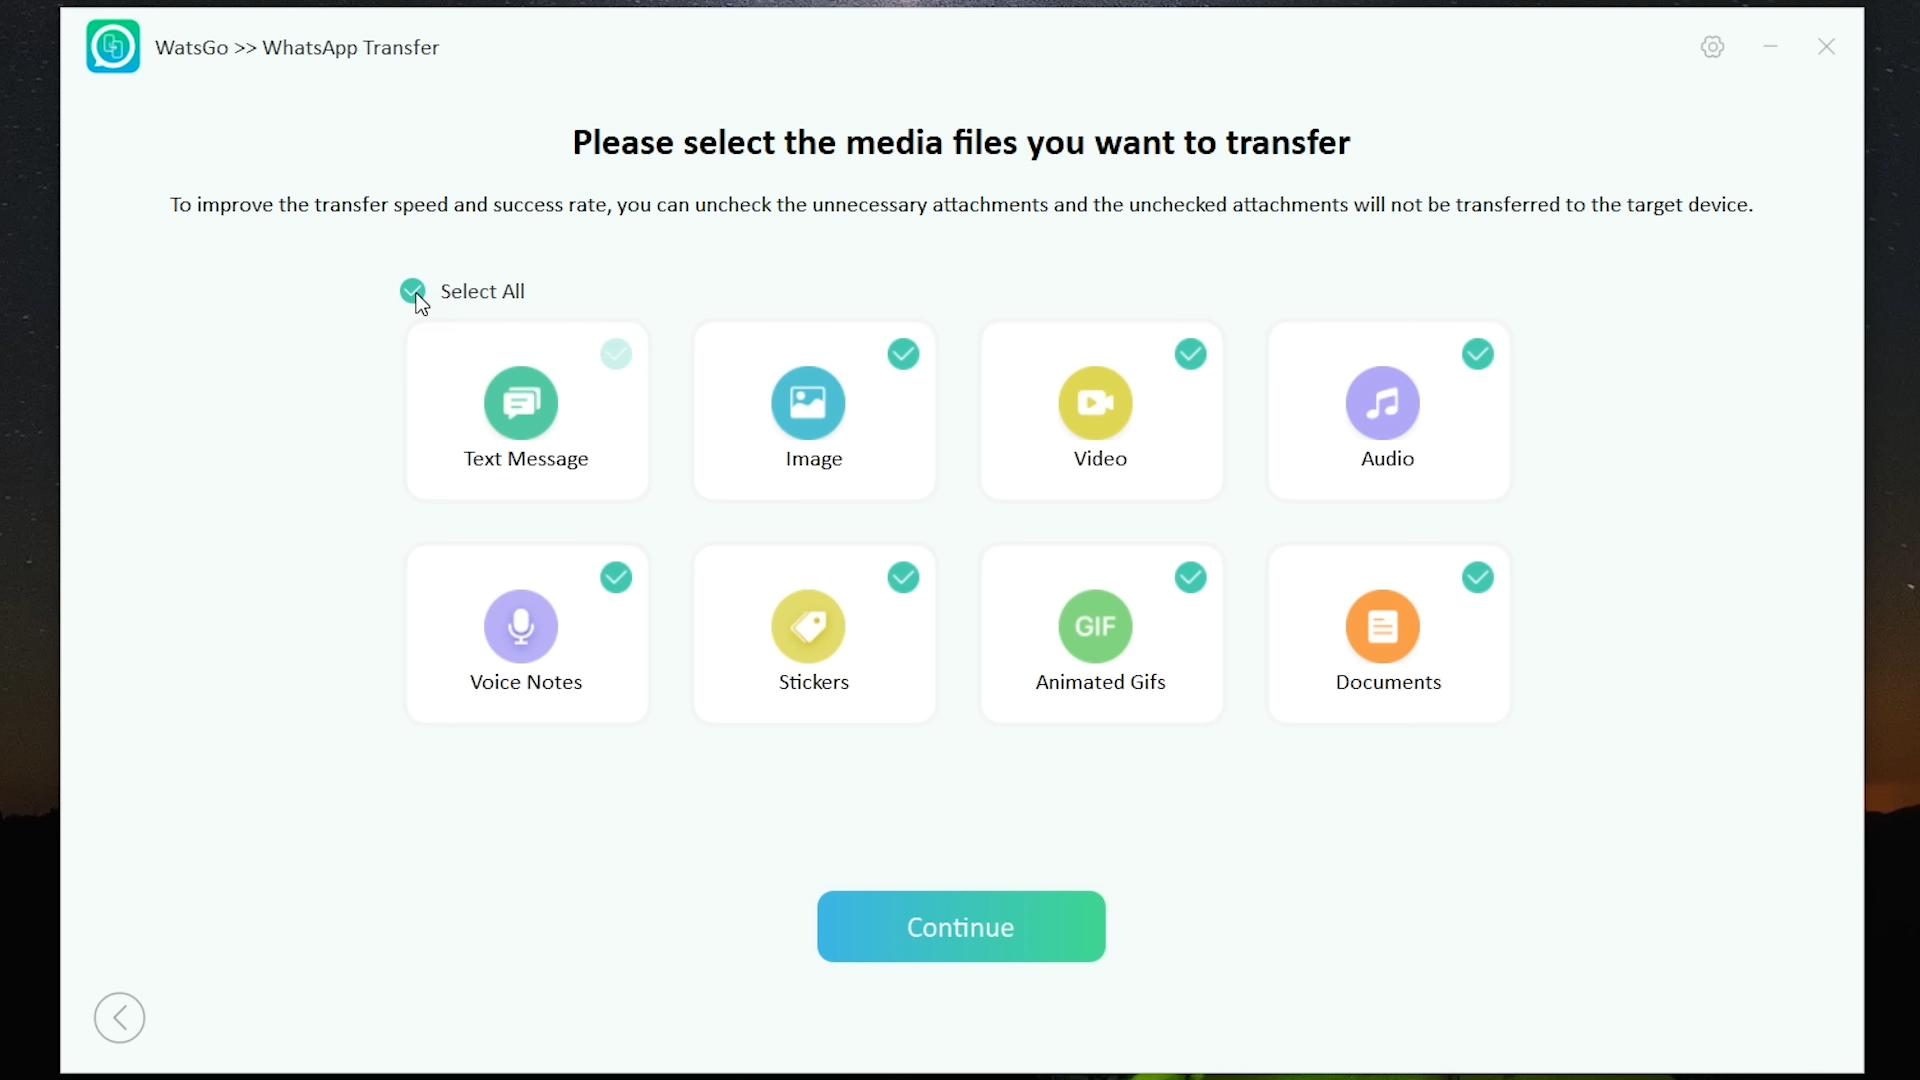 WatsGo >> WhatsApp Transfer
Please select the media files you want to transfer
To improve the transfer speed and success rate, you can uncheck the unnecessary attachments and the unchecked attachments will not be transferred to the target device.
Select All
Text Message
Image
Video
Audio
Voice Notes
Stickers
GIF
Animated Gifs
Documents
Continue